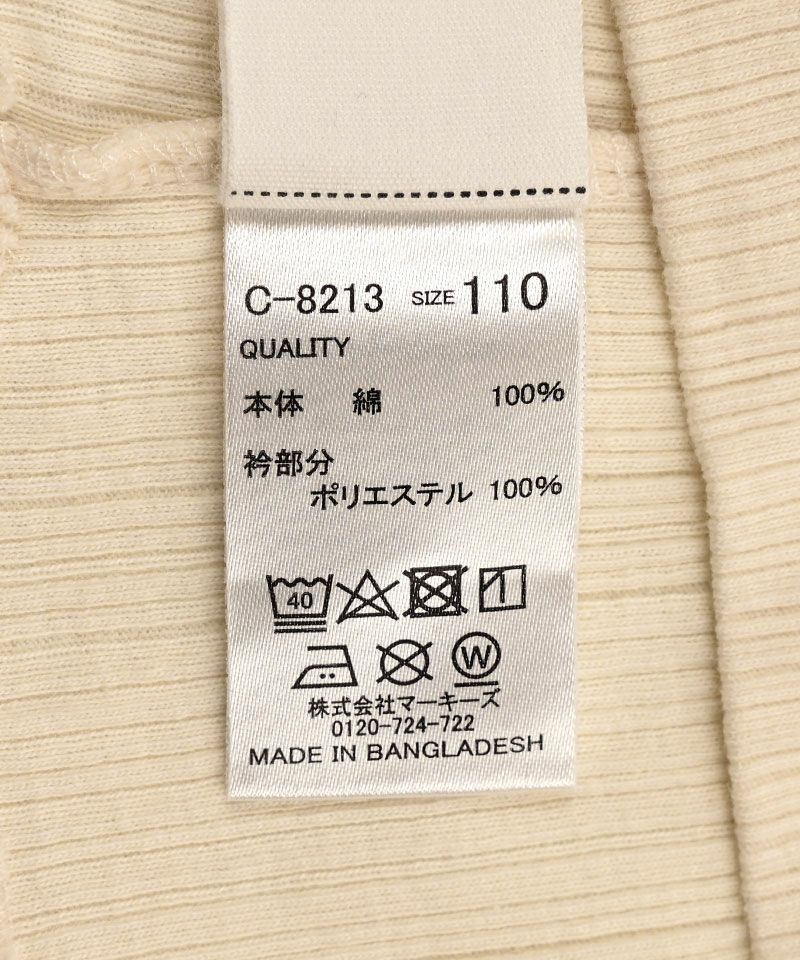 C-8213 SIZE 110
QUALITY
本体 綿 100%
衿部分
ポリエステル 100%
40
W
株式会社マーキーズ
0120-724-722
MADE IN BANGLADESH